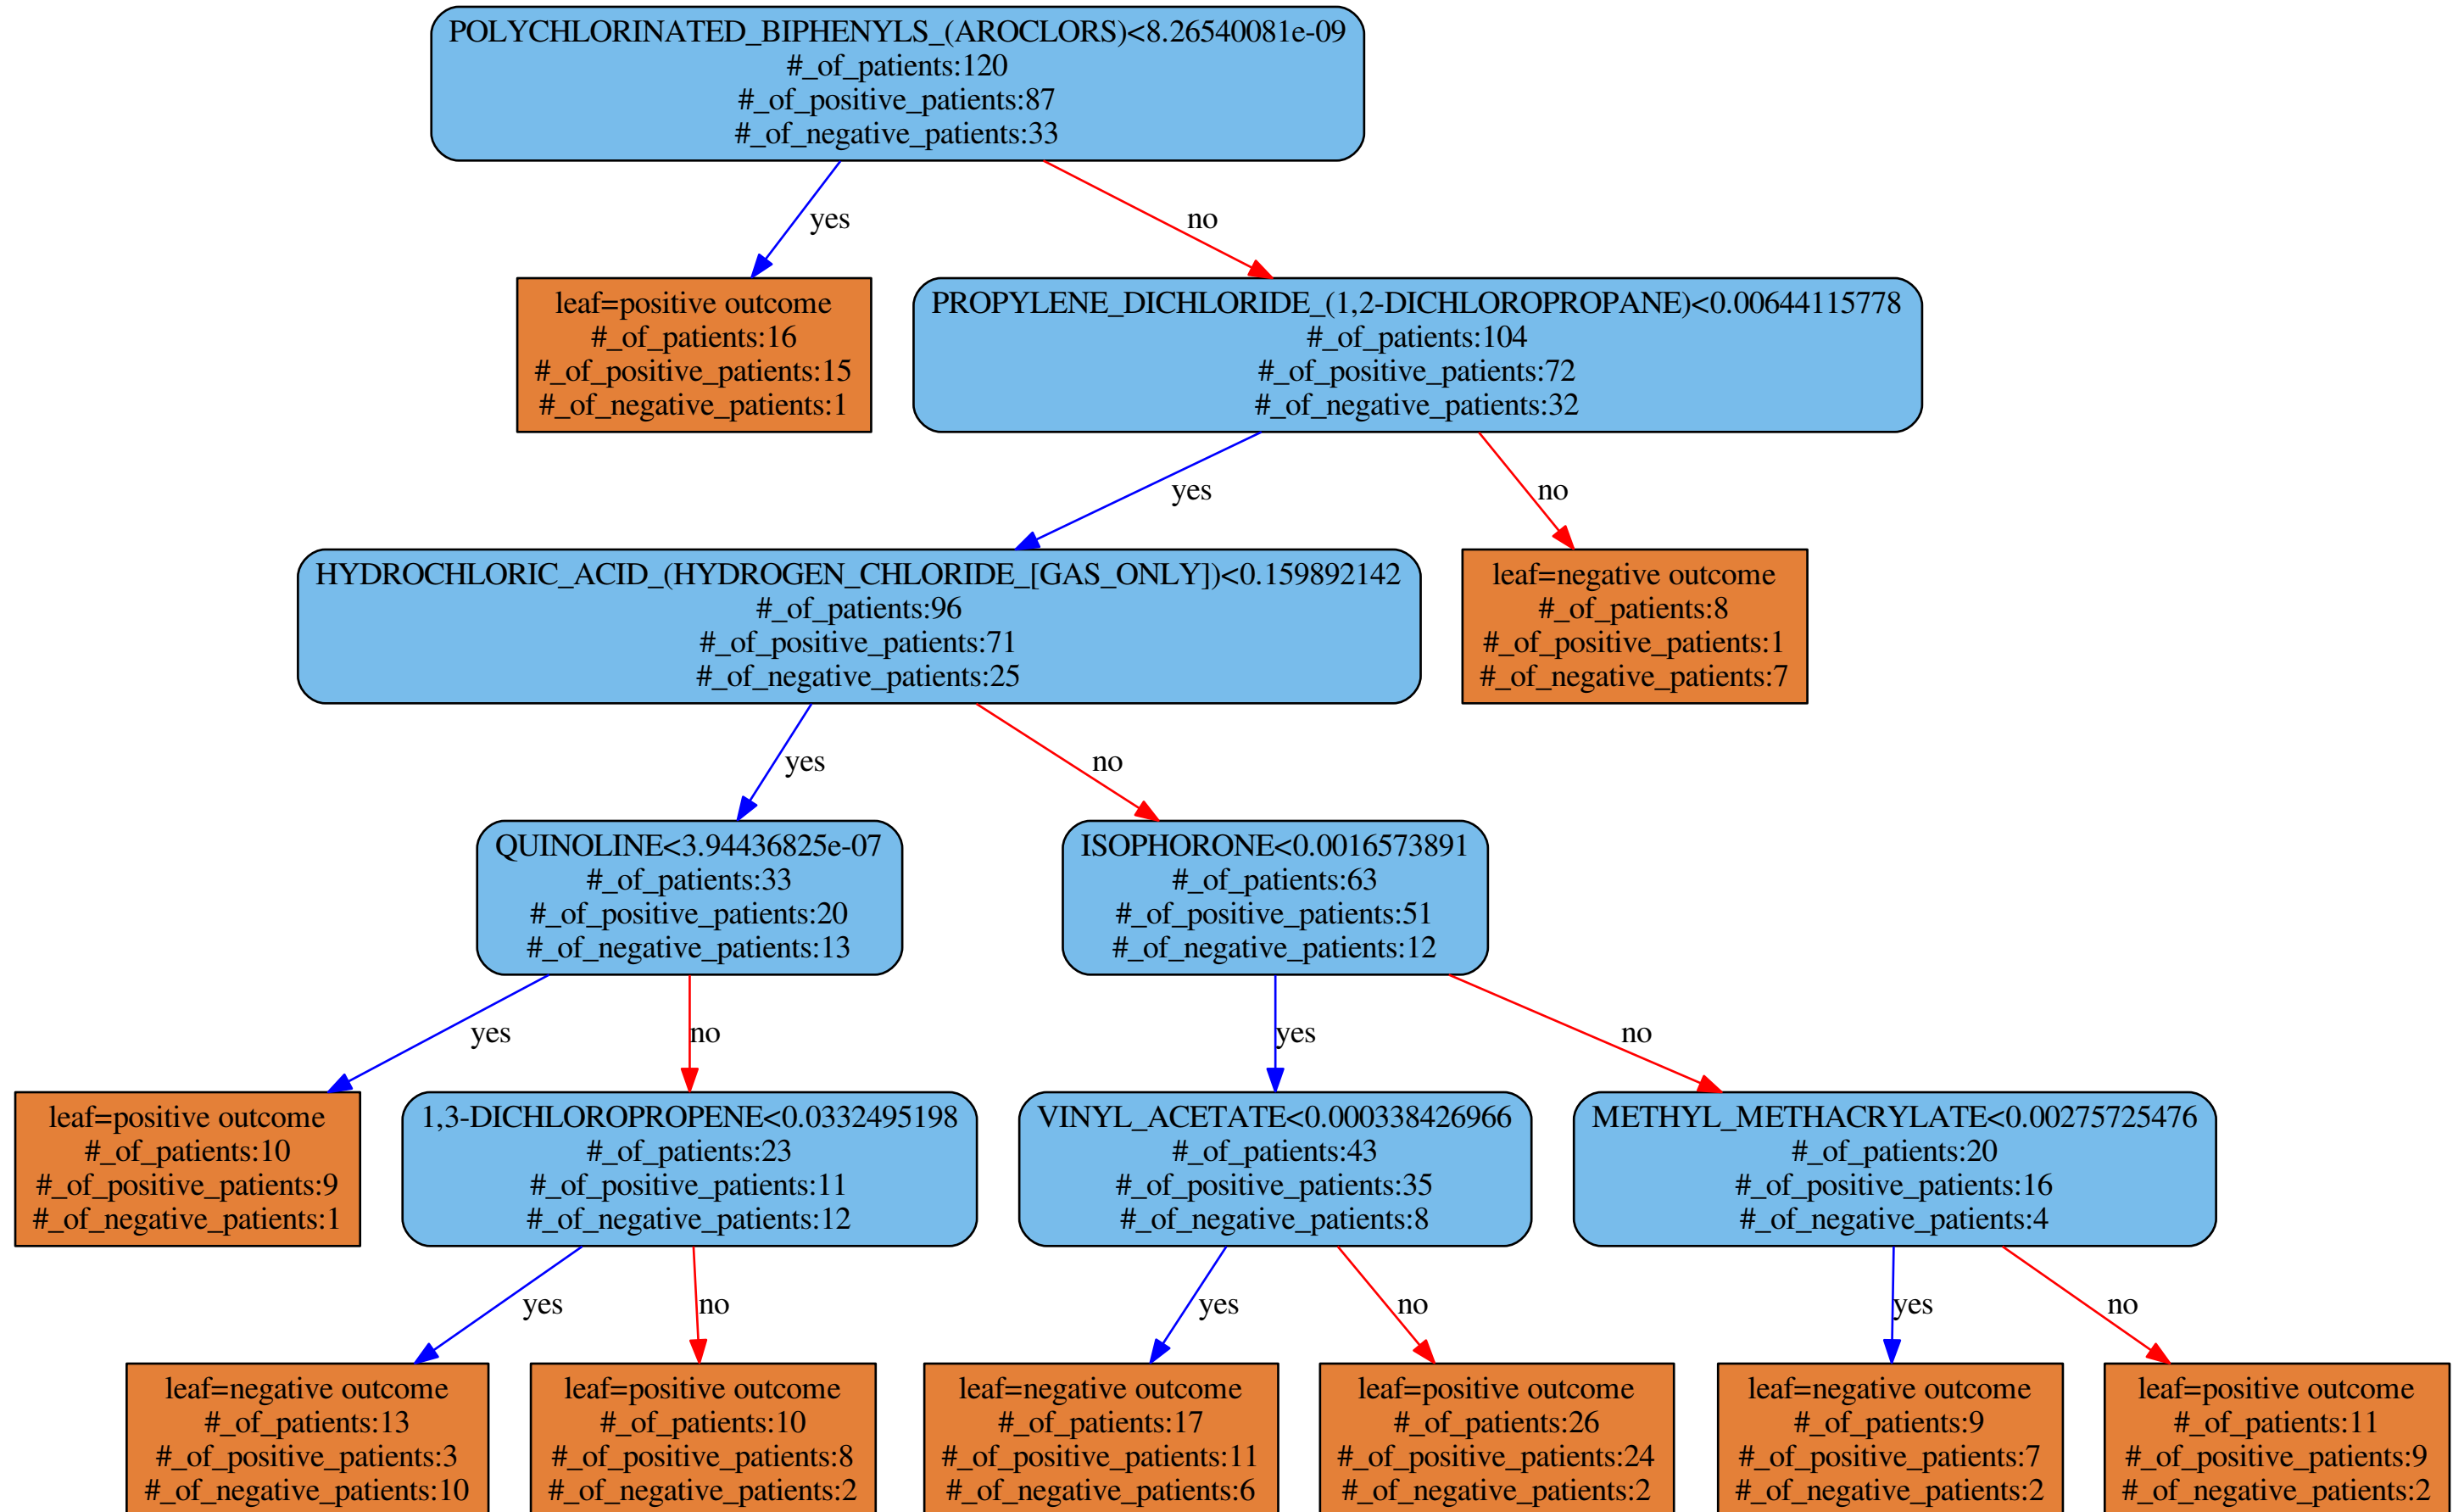 POLYCHLORINATED_BIPHENYLS_(AROCLORS)<8.26540081e-09
#_of_patients:120
#_of_positive_patients:87
#_of_negative_patients:33
yes
no
leaf=positive outcome
#_of_patients:16
#_of_positive_patients:15
#_of_negative_patients:1
PROPYLENE_DICHLORIDE_(1,2-DICHLOROPROPANE)<0.00644115778
#_of_patients:104
#_of_positive_patients:72
#_of_negative_patients:32
yes
no
HYDROCHLORIC_ACID_(HYDROGEN_CHLORIDE_[GAS_ONLY])<0.159892142
#_of_patients:96
#_of_positive_patients:71
#_of_negative_patients:25
leaf=negative outcome
#_of_patients:8
#_of_positive_patients:1
#_of_negative_patients:7
yes
no
QUINOLINE<3.94436825e-07
#_of_patients:33
#_of_positive_patients:20
#_of_negative_patients:13
ISOPHORONE<0.0016573891
#_of_patients:63
#_of_positive_patients:51
#_of_negative_patients:12
yes
no
yes
no
leaf=positive outcome
#_of_patients:10
#_of_positive_patients:9
#_of_negative_patients:1
1,3-DICHLOROPROPENE<0.0332495198
#_of_patients:23
#_of_positive_patients:11
#_of_negative_patients:12
VINYL_ACETATE<0.000338426966
#_of_patients:43
#_of_positive_patients:35
#_of_negative_patients:8
METHYL_METHACRYLATE<0.00275725476
#_of_patients:20
#_of_positive_patients:16
#_of_negative_patients:4
yes
no
yes
no
yes
no
leaf=negative outcome
#_of_patients:13
#_of_positive_patients:3
#_of_negative_patients:10
leaf=positive outcome
#_of_patients:10
#_of_positive_patients:8
#_of_negative_patients:2
leaf=negative outcome
#_of_patients:17
#_of_positive_patients:11
#_of_negative_patients:6
leaf=positive outcome
#_of_patients:26
#_of_positive_patients:24
#_of_negative_patients:2
leaf=negative outcome
#_of_patients:9
#_of_positive_patients:7
#_of_negative_patients:2
leaf=positive outcome
#_of_patients:11
#_of_positive_patients:9
#_of_negative_patients:2